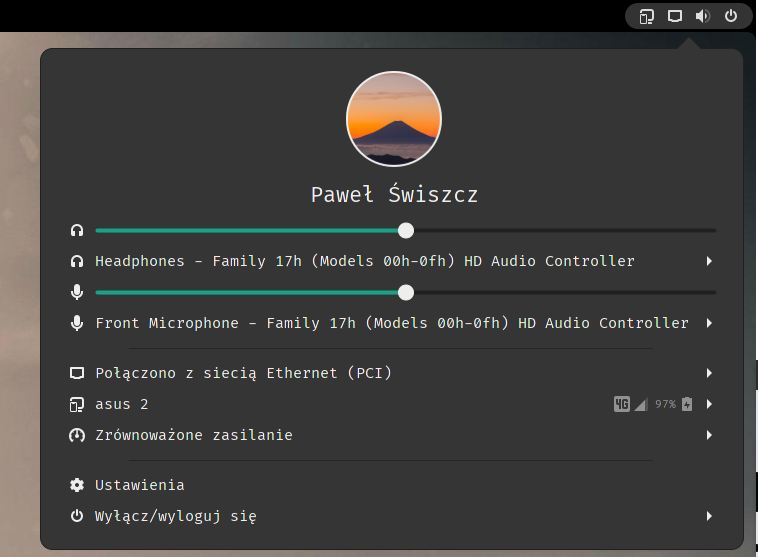 Paweł Świszcz
Headphones - Family 17h (Models 00h-0fh) HD Audio Controller
Front Microphone - Family 17h (Models 00h-0fh) HD Audio Controller
Połączono z siecią Ethernet (PCI)
asus 2 4G 97%
Zrównoważone zasilanie
Ustawienia
Wyłącz/wyloguj się